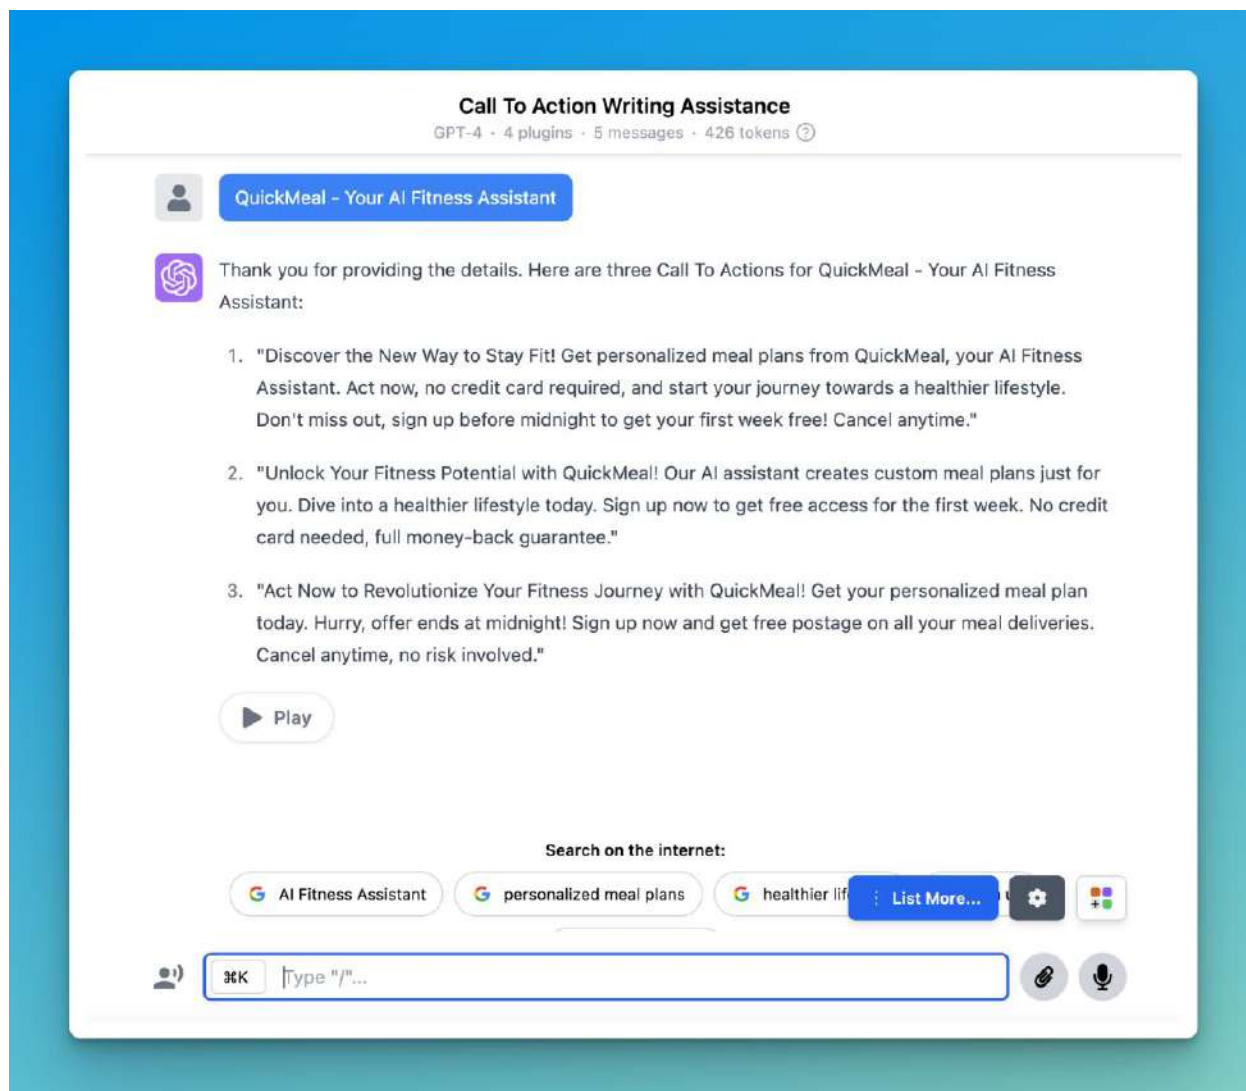 Call To Action Writing Assistance
GPT-4 · 4 plugins · 5 messages · 426 tokens ?
QuickMeal - Your AI Fitness Assistant
Thank you for providing the details. Here are three Call To Actions for QuickMeal - Your AI Fitness
Assistant:
1. "Discover the New Way to Stay Fit! Get personalized meal plans from QuickMeal, your AI Fitness
Assistant. Act now, no credit card required, and start your journey towards a healthier lifestyle.
Don't miss out, sign up before midnight to get your first week free! Cancel anytime."
2. "Unlock Your Fitness Potential with QuickMeal! Our AI assistant creates custom meal plans just for
you. Dive into a healthier lifestyle today. Sign up now to get free access for the first week. No credit
card needed, full money-back guarantee."
3. "Act Now to Revolutionize Your Fitness Journey with QuickMeal! Get your personalized meal plan
today. Hurry, offer ends at midnight! Sign up now and get free postage on all your meal deliveries.
Cancel anytime, no risk involved."
Play
Search on the internet:
AI Fitness Assistant
personalized meal plans
healthier
List More...
⌘K
Type "/"...